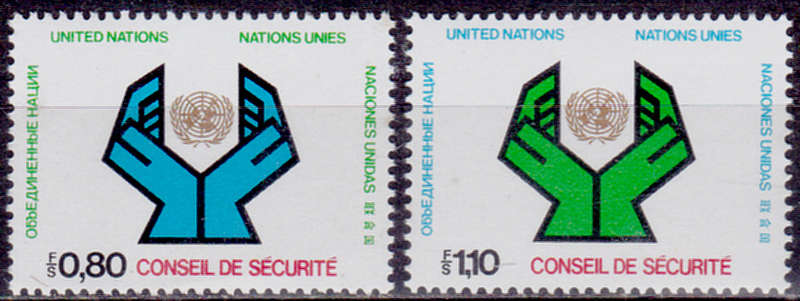 UNITED NATIONS NATIONS UNIES
ОБЪЕДИНЕННЫЕ НАЦИИ
NACIONES UNIDAS 联合国
F/S 0,80 CONSEIL DE SÉCURITÉ
UNITED NATIONS NATIONS UNIES
ОБЪЕДИНЕННЫЕ НАЦИИ
NACIONES UNIDAS 联合国
F/S 1,10 CONSEIL DE SÉCURITÉ